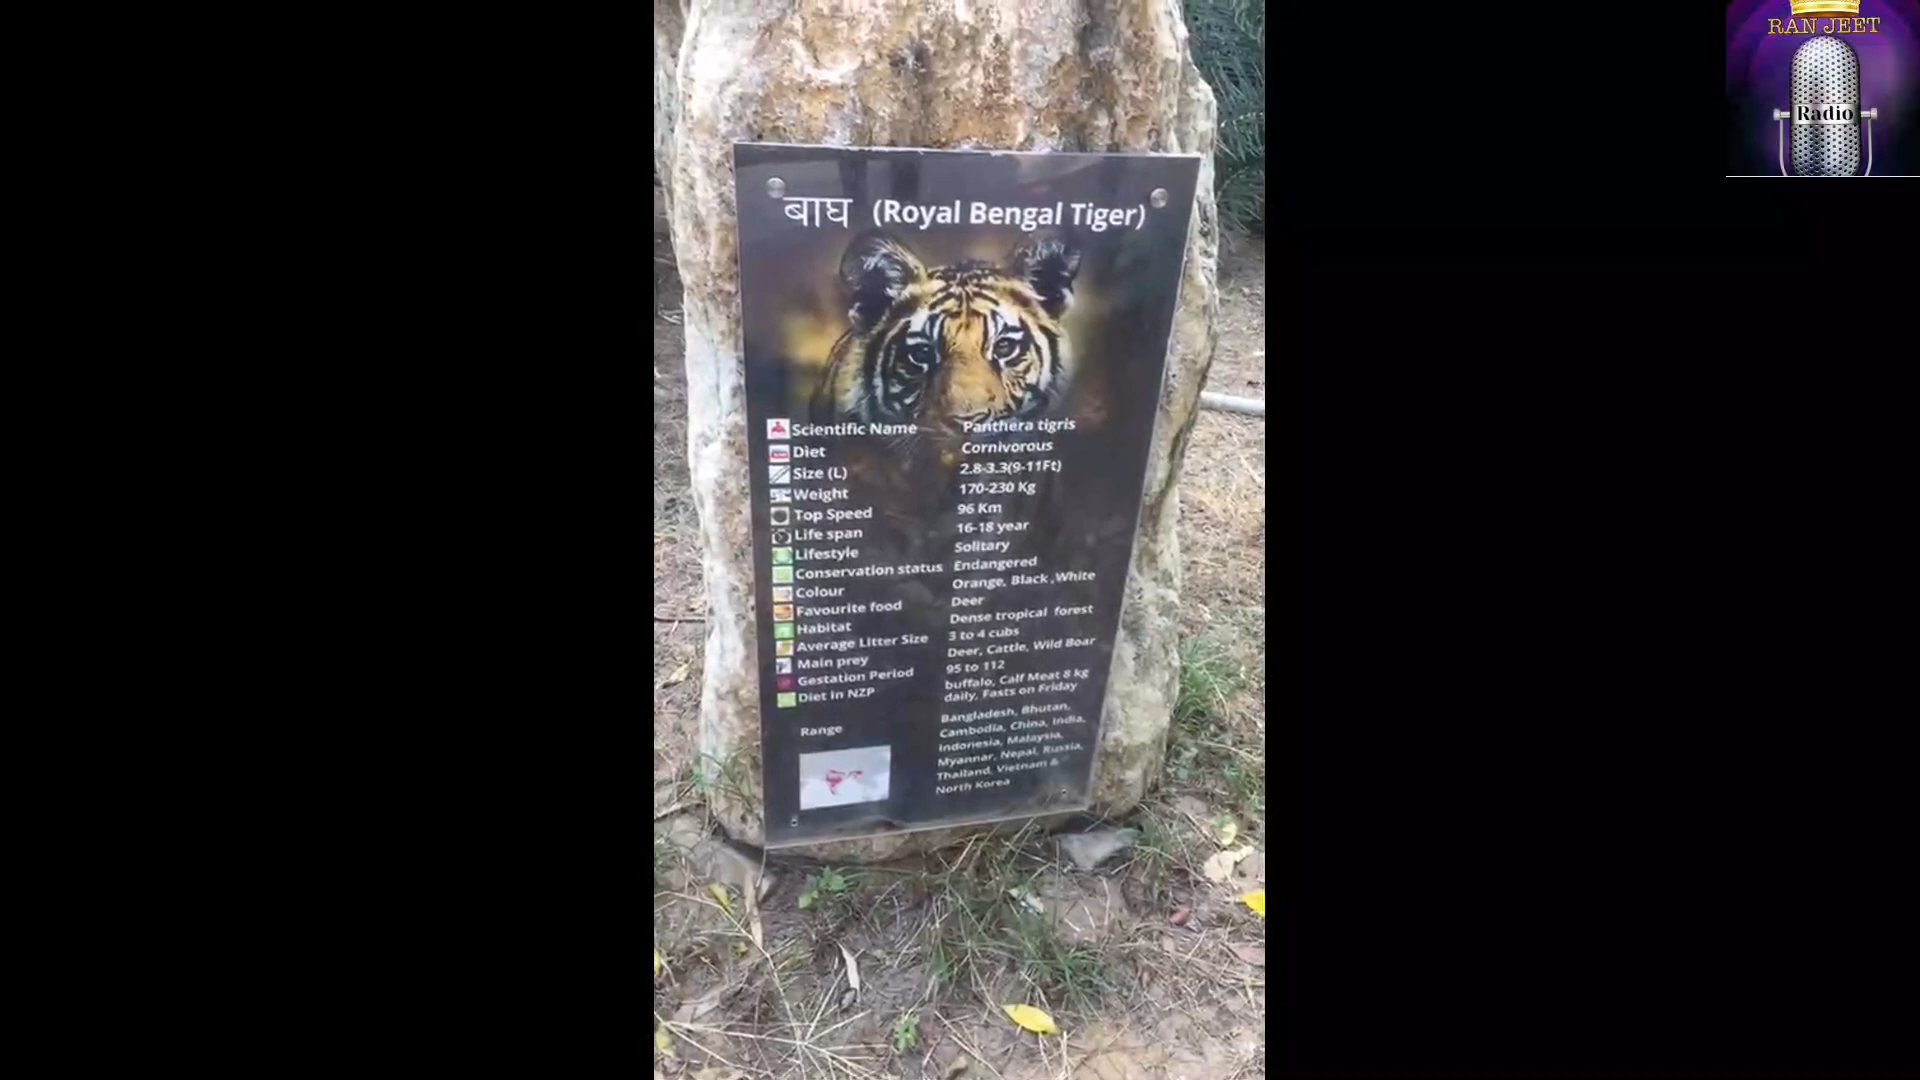 RAN JEET
Radio
बाघ (Royal Bengal Tiger)
Scientific Name Panthera tigris
Diet Cornivorous
Size (L) 2.8-3.3(9-11Ft)
Weight 170-230 Kg
Top Speed 96 Km
Life span 16-18 year
Lifestyle Solitary
Conservation status Endangered
Colour Orange, Black ,White
Favourite food Deer
Habitat Dense tropical forest
Average Litter Size 3 to 4 cubs
Main prey Deer, Cattle, Wild Boar
Gestation Period 95 to 112
Diet in NZP buffalo, Calf Meat 8 kg
daily, Fasts on Friday
Range Bangladesh, Bhutan,
Cambodia, China, India,
Indonesia, Malaysia,
Myannar, Nepal, Russia,
Thailand, Vietnam &
North Korea